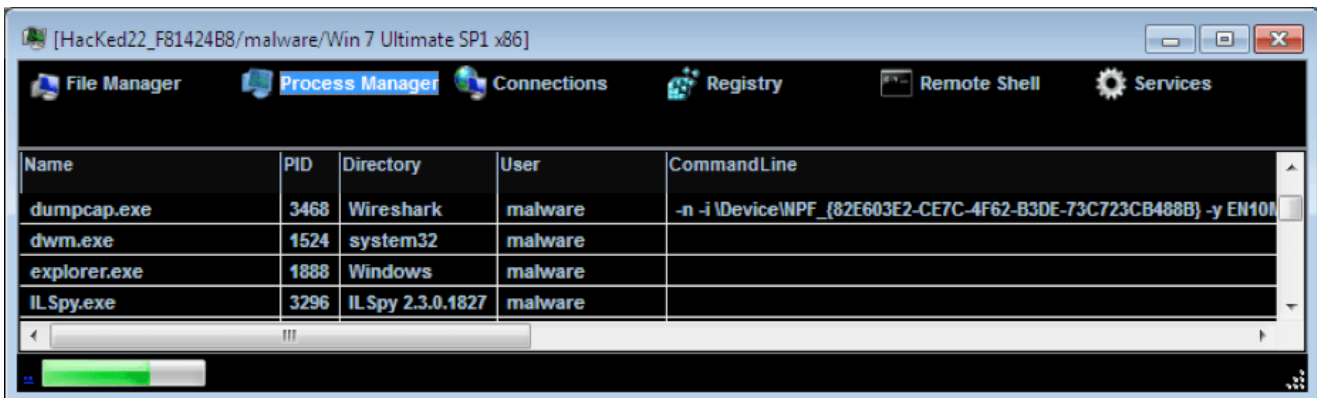 [HacKed22_F81424B8/malware/Win 7 Ultimate SP1 x86]
File Manager Process Manager Connections Registry Remote Shell Services
Name PID Directory User CommandLine
dumpcap.exe 3468 Wireshark malware -n -i \Device\NPF_{82E603E2-CE7C-4F62-B3DE-73C723CB488B} -y EN10M
dwm.exe 1524 system32 malware
explorer.exe 1888 Windows malware
ILSpy.exe 3296 ILSpy 2.3.0.1827 malware